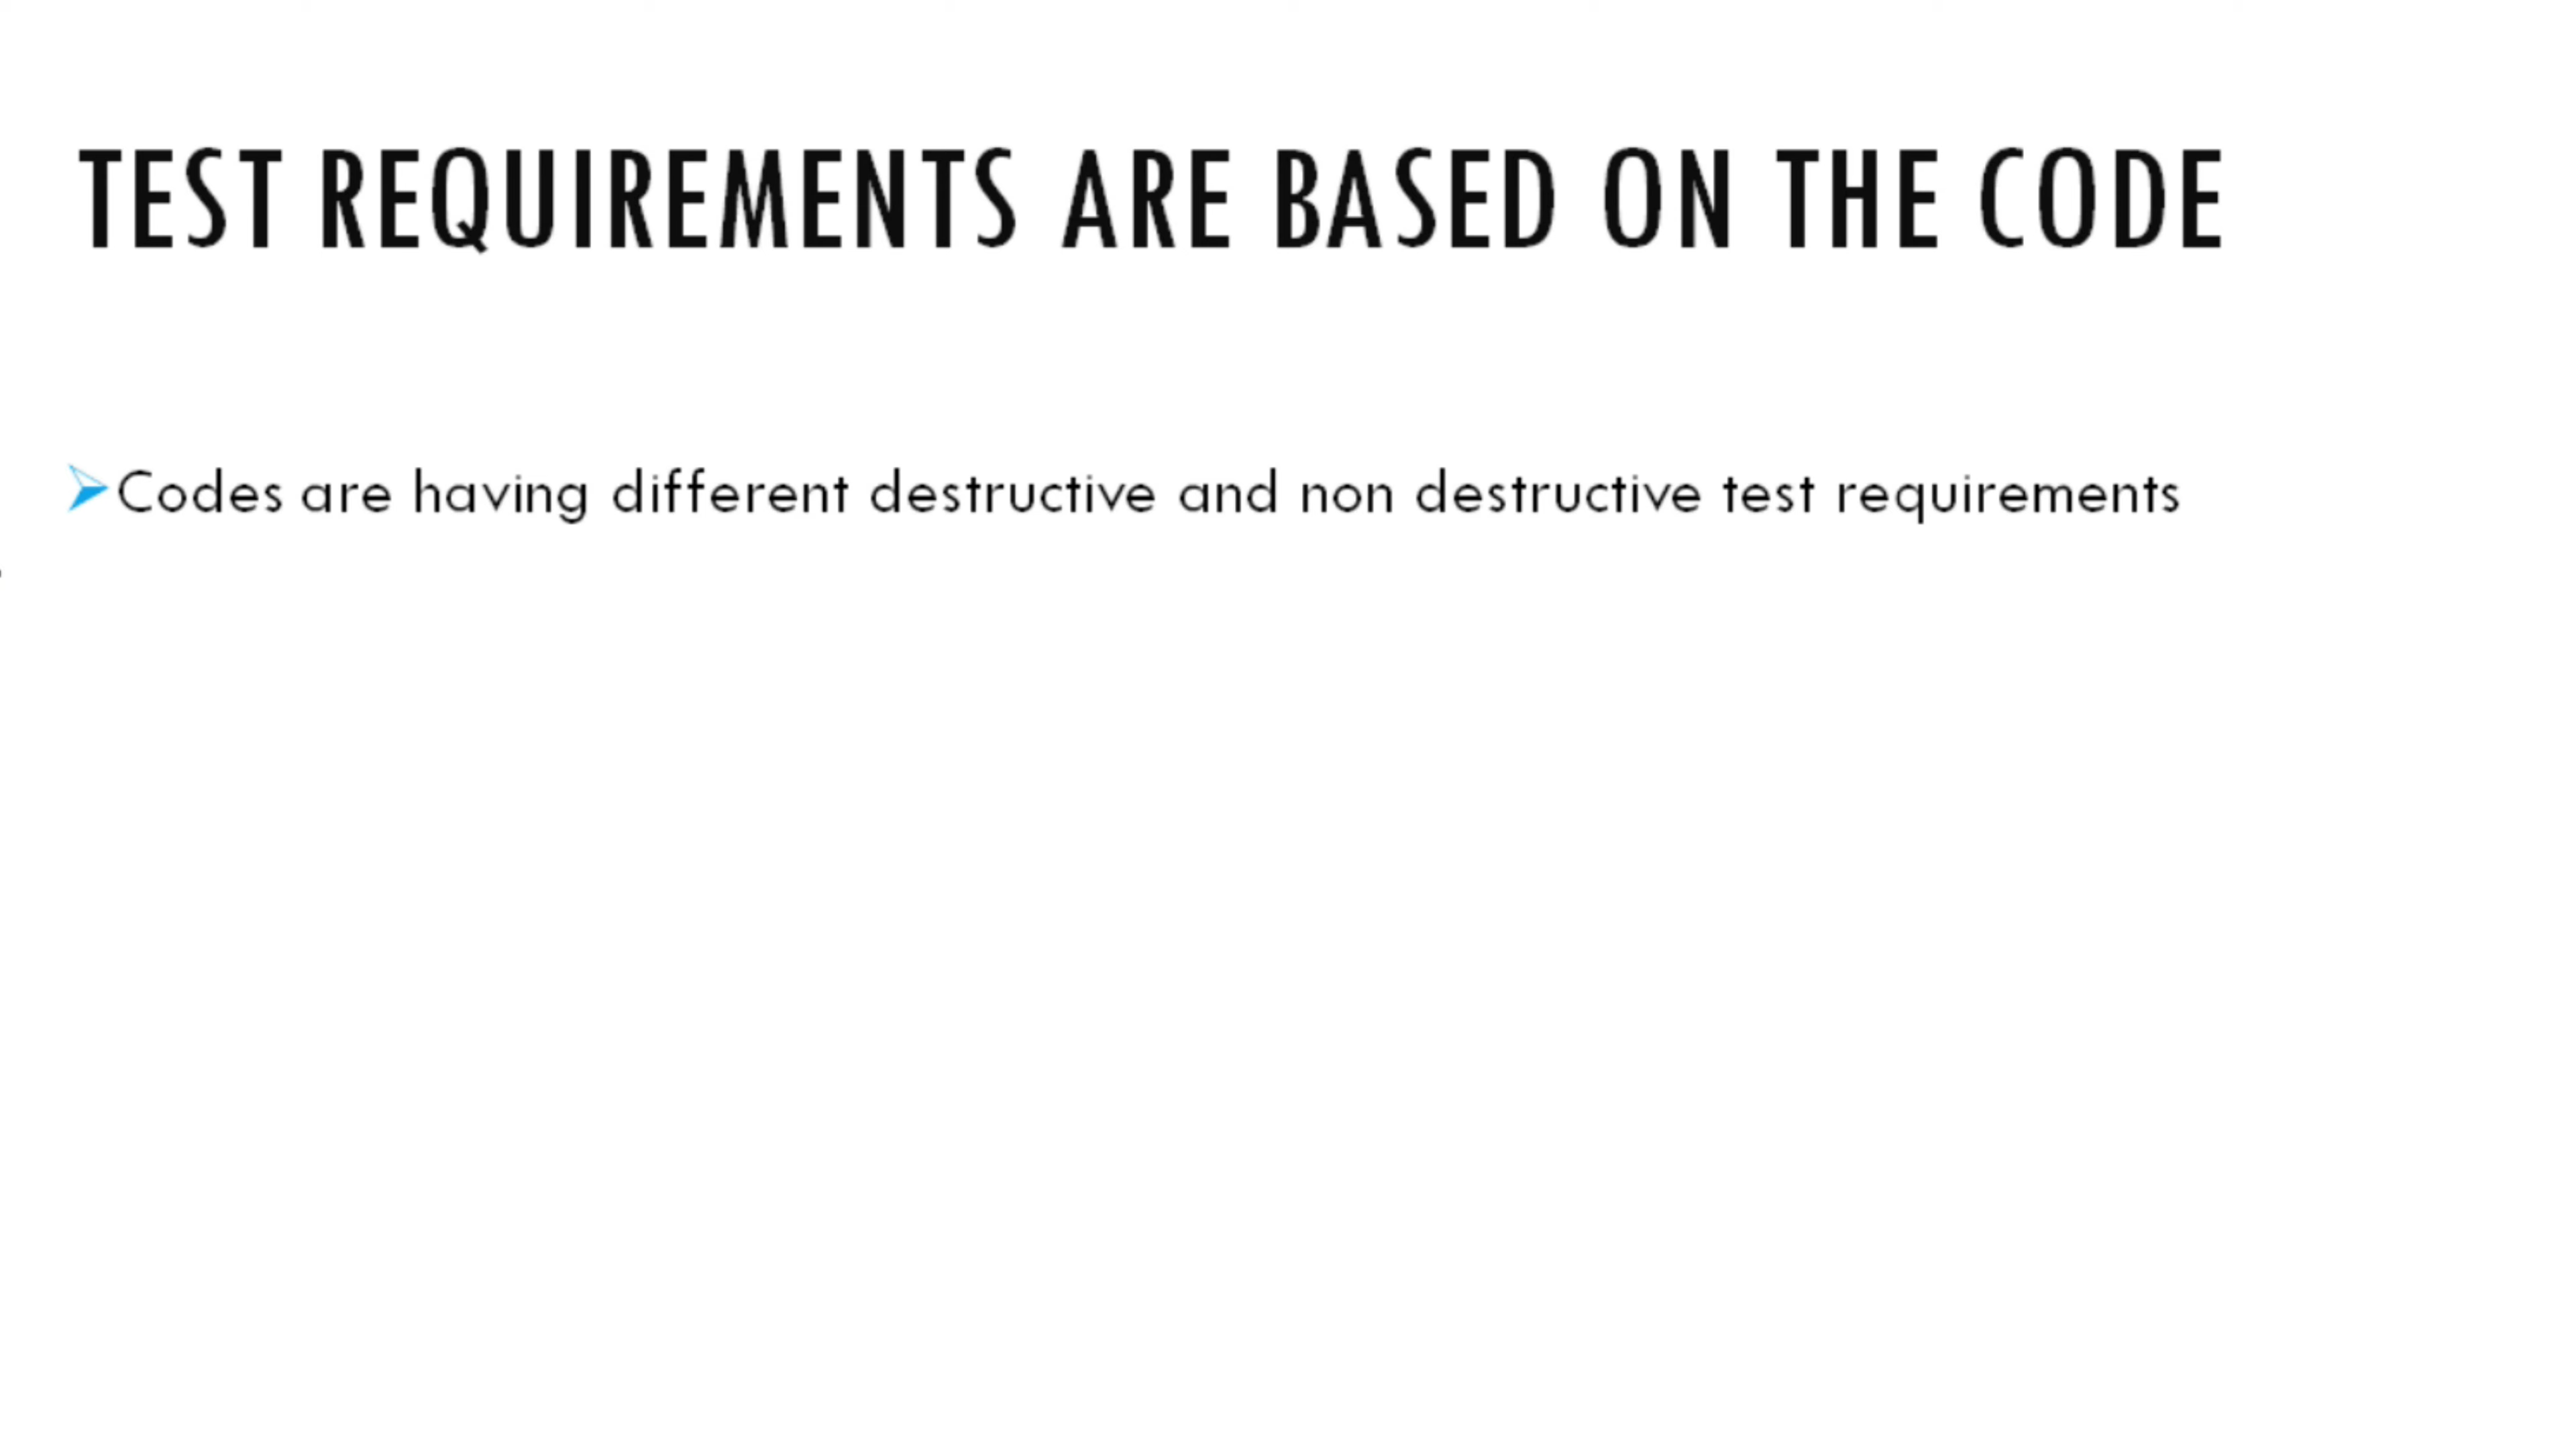 TEST REQUIREMENTS ARE BASED ON THE CODE
Codes are having different destructive and non destructive test requirements